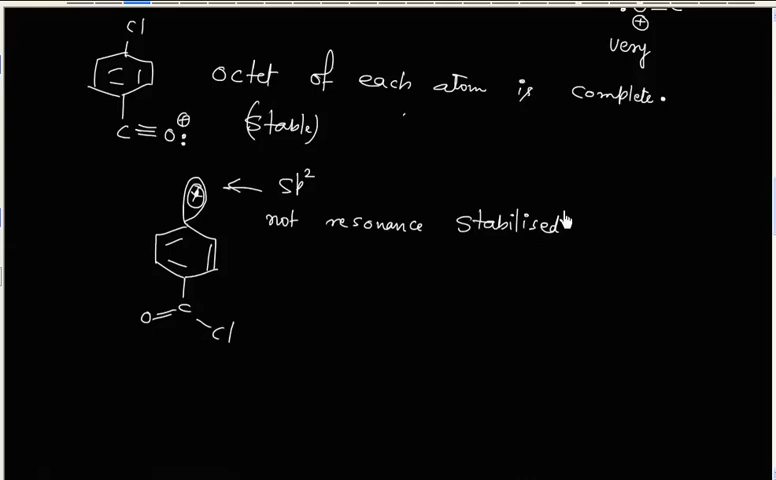 Cl
⊕
very
octet of each atom is complete.
C≡O:
⊕
(Stable)
+ ← sp²
not resonance stabilised
O=C
Cl